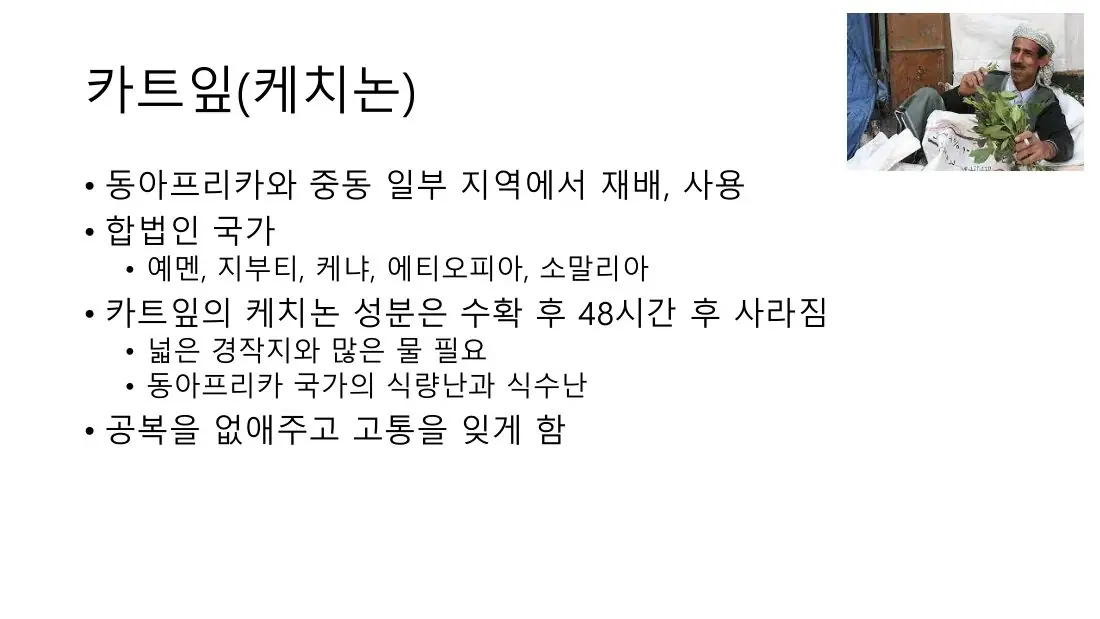 카트잎(케치논)
• 동아프리카와 중동 일부 지역에서 재배, 사용
• 합법인 국가
• 예멘, 지부티, 케냐, 에티오피아, 소말리아
• 카트잎의 케치논 성분은 수확 후 48시간 후 사라짐
• 넓은 경작지와 많은 물 필요
• 동아프리카 국가의 식량난과 식수난
• 공복을 없애주고 고통을 잊게 함